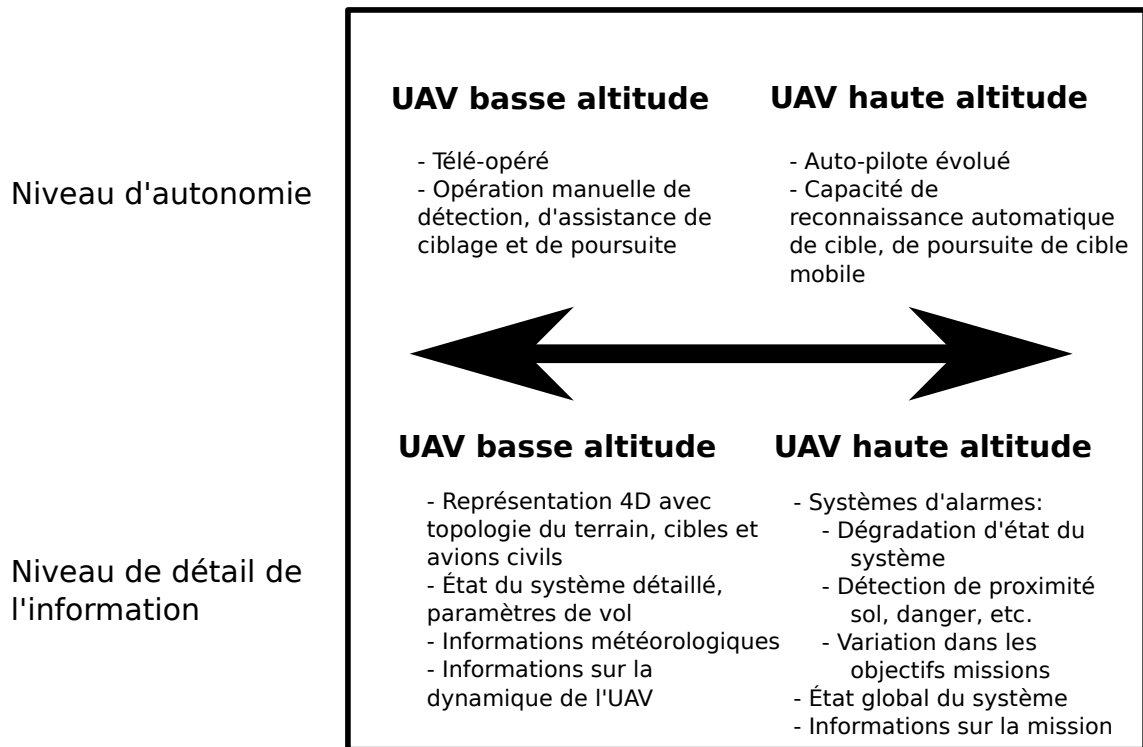 UAV basse altitude
UAV haute altitude
Niveau d'autonomie
- Télé-opéré
- Opération manuelle de
détection, d'assistance de
ciblage et de poursuite
- Auto-pilote évolué
- Capacité de
reconnaissance automatique
de cible, de poursuite de cible
mobile
UAV basse altitude
UAV haute altitude
Niveau de détail de
l'information
- Représentation 4D avec
topologie du terrain, cibles et
avions civils
- État du système détaillé,
paramètres de vol
- Informations météorologiques
- Informations sur la
dynamique de l'UAV
- Systèmes d'alarmes:
- Dégradation d'état du
système
- Détection de proximité
sol, danger, etc.
- Variation dans les
objectifs missions
- État global du système
- Informations sur la mission